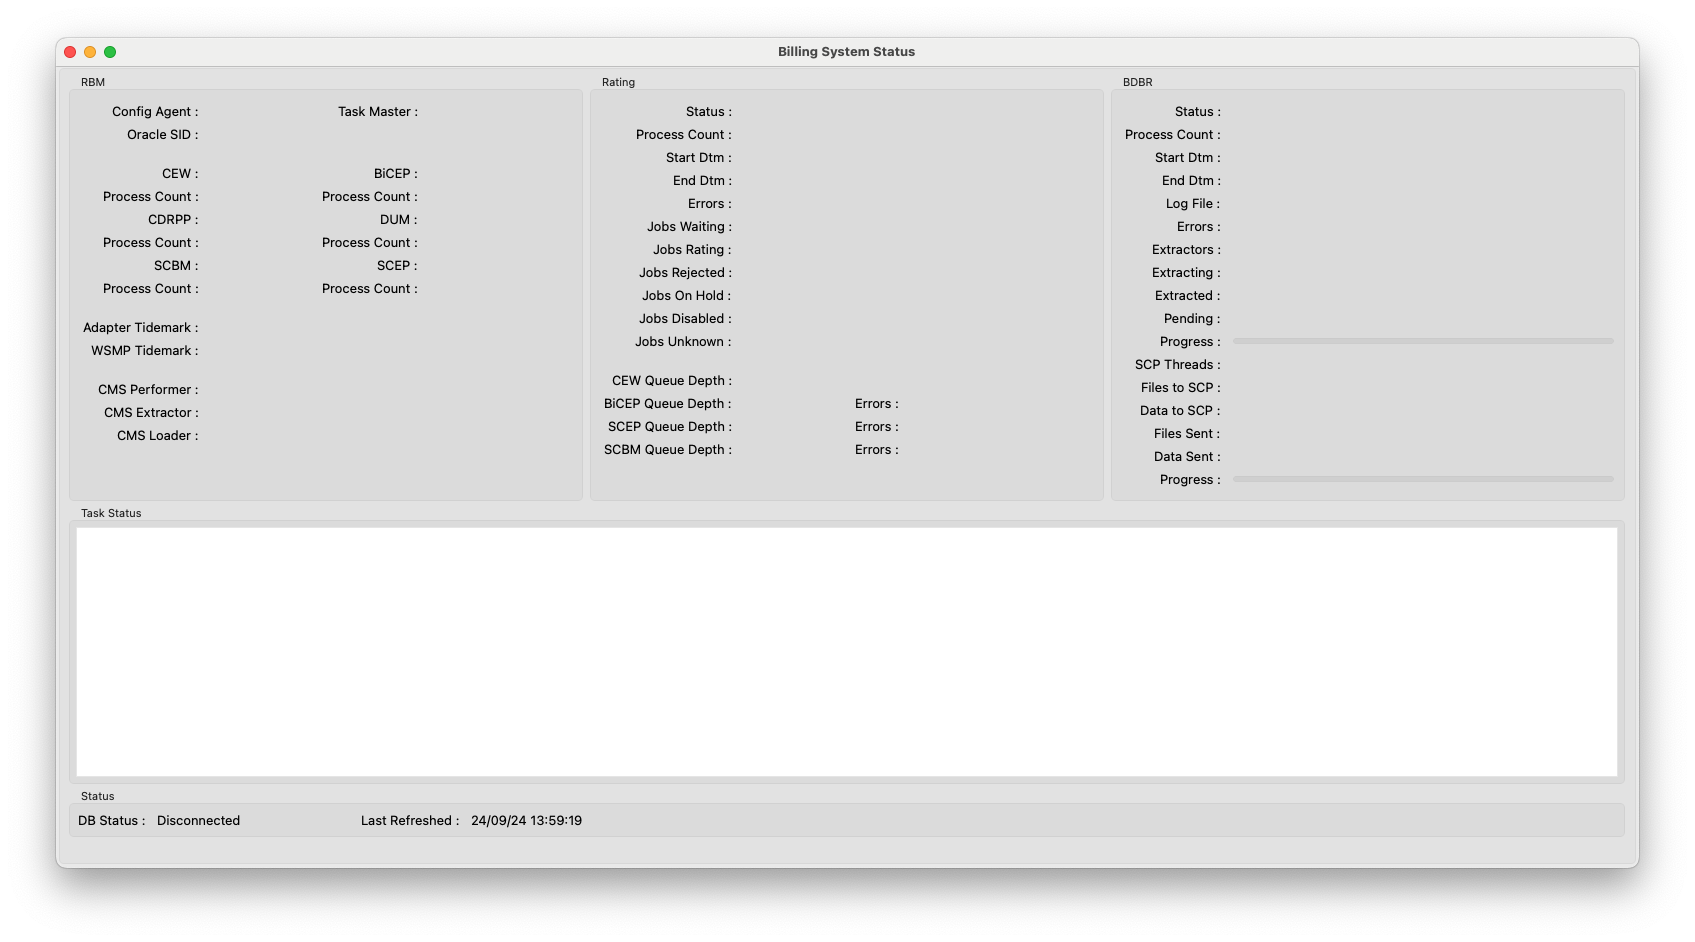 Billing System Status
RBM
Config Agent :
Task Master :
Oracle SID :
CEW :
BiCEP :
Process Count :
Process Count :
CDRPP :
DUM :
Process Count :
Process Count :
SCBM :
SCEP :
Process Count :
Process Count :
Adapter Tidemark :
WSMP Tidemark :
CMS Performer :
CMS Extractor :
CMS Loader :
Rating
Status :
Process Count :
Start Dtm :
End Dtm :
Errors :
Jobs Waiting :
Jobs Rating :
Jobs Rejected :
Jobs On Hold :
Jobs Disabled :
Jobs Unknown :
CEW Queue Depth :
BiCEP Queue Depth :
Errors :
SCEP Queue Depth :
Errors :
SCBM Queue Depth :
Errors :
BDBR
Status :
Process Count :
Start Dtm :
End Dtm :
Log File :
Errors :
Extractors :
Extracting :
Extracted :
Pending :
Progress :
SCP Threads :
Files to SCP :
Data to SCP :
Files Sent :
Data Sent :
Progress :
Task Status
Status
DB Status : Disconnected
Last Refreshed : 24/09/24 13:59:19